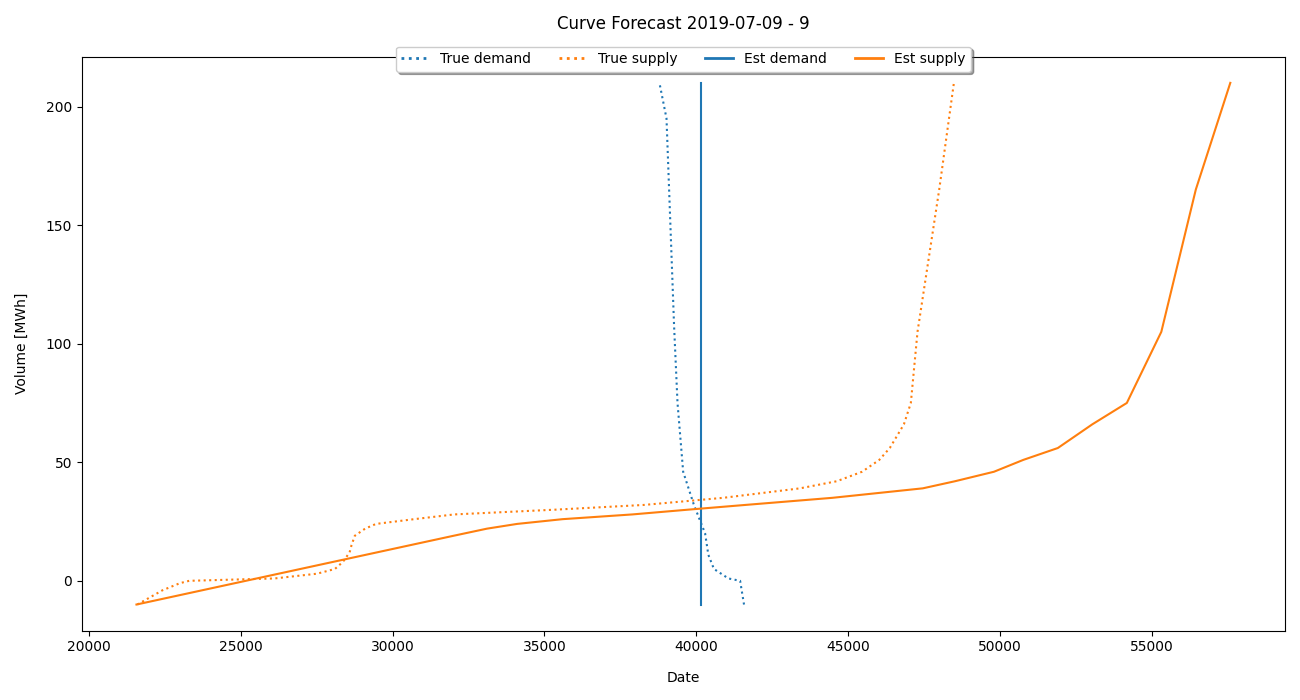 Curve Forecast 2019-07-09 - 9
True demand True supply Est demand Est supply
200
150
100
50
0
Volume [MWh]
20000 25000 30000 35000 40000 45000 50000 55000
Date